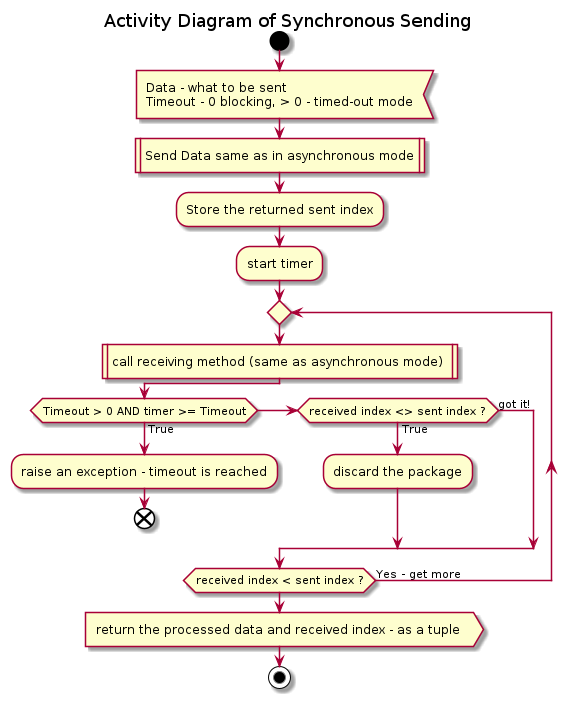 Activity Diagram of Synchronous Sending
Data - what to be sent
Timeout - 0 blocking, > 0 - timed-out mode
Send Data same as in asynchronous mode
Store the returned sent index
start timer
call receiving method (same as asynchronous mode)
Timeout > 0 AND timer >= Timeout
True
raise an exception - timeout is reached
received index <> sent index ?
got it!
True
discard the package
received index < sent index ?
Yes - get more
return the processed data and received index - as a tuple